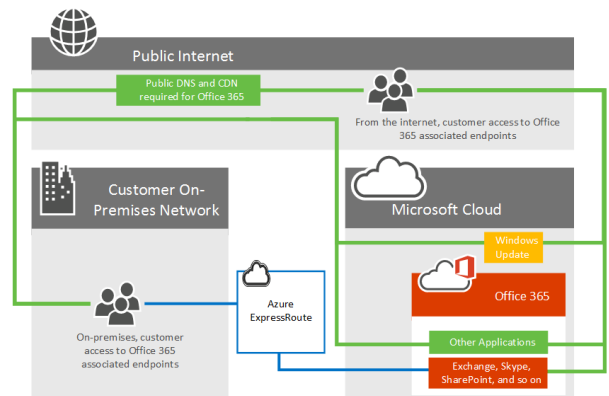 Public Internet
Public DNS and CDN
required for Office 365
From the internet, customer access to Office
365 associated endpoints
Customer On-
Premises Network
Microsoft Cloud
Windows
Update
Office 365
Azure
ExpressRoute
On-premises, customer
access to Office 365
associated endpoints
Other Applications
Exchange, Skype,
SharePoint, and so on